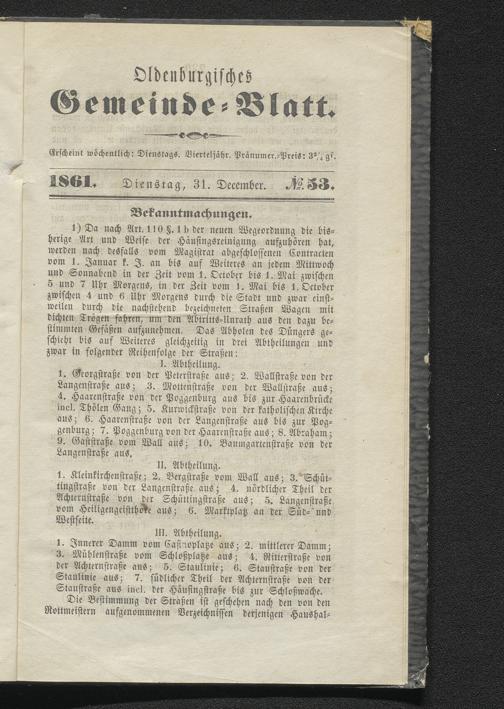 Oldenburgisches
Gemeinde-Blatt.
Erscheint wöchentlich: Dienstags. Vierteljähr. Pränumer.-Preis: 3³/₄ gſ.
1861. Dienstag, 31. December. № 53.
Bekanntmachungen.
1) Da nach Art. 110 §. 1 b der neuen Wegeordnung die bis-
herige Art und Weise der Häusingsreinigung aufzuhören hat,
werden nach desfalls vom Magistrat abgeschlossenen Contracten
vom 1. Januar k. J. an bis auf Weiteres an jedem Mittwoch
und Sonnabend in der Zeit vom 1. October bis 1. Mai zwischen
5 und 7 Uhr Morgens, in der Zeit vom 1. Mai bis 1. October
zwischen 4 und 6 Uhr Morgens durch die Stadt und zwar einst-
weilen durch die nachstehend bezeichneten Straßen Wagen mit
dichten Trögen fahren, um den Abtritts-Unrath aus den dazu be-
stimmten Gefäßen aufzunehmen. Das Abholen des Düngers ge-
schieht bis auf Weiteres gleichzeitig in drei Abtheilungen und
zwar in folgender Reihenfolge der Straßen:
I. Abtheilung.
1. Georgstraße von der Peterstraße aus; 2. Wallstraße von der
Langenstraße aus; 3. Mottenstraße von der Wallstraße aus;
4. Haarenstraße von der Poggenburg aus bis zur Haarenbrücke
incl. Thölen Gang; 5. Kurwickstraße von der katholischen Kirche
aus; 6. Haarenstraße von der Langenstraße aus bis zur Pog-
genburg; 7. Poggenburg von der Haarenstraße aus; 8. Abraham;
9. Gaststraße vom Wall aus; 10. Baumgartenstraße von der
Langenstraße aus.
II. Abtheilung.
1. Kleinkirchenstraße; 2. Bergstraße vom Wall aus; 3. Schüt-
tingstraße von der Langenstraße aus; 4. nördlicher Theil der
Achternstraße von der Schüttingstraße aus; 5. Langenstraße
vom Heiligengeistthor aus; 6. Marktplatz an der Süd- und
Westseite.
III. Abtheilung.
1. Innerer Damm vom Casinoplatze aus; 2. mittlerer Damm;
3. Mühlenstraße vom Schloßplatze aus; 4. Ritterstraße von
der Achternstraße aus; 5. Staulinie; 6. Staustraße von der
Staulinie aus; 7. südlicher Theil der Achternstraße von der
Staustraße aus incl. der Häusingstraße bis zur Schloßwache.
Die Bestimmung der Straßen ist geschehen nach den von den
Rottmeistern aufgenommenen Verzeichnissen derjenigen Haushal-